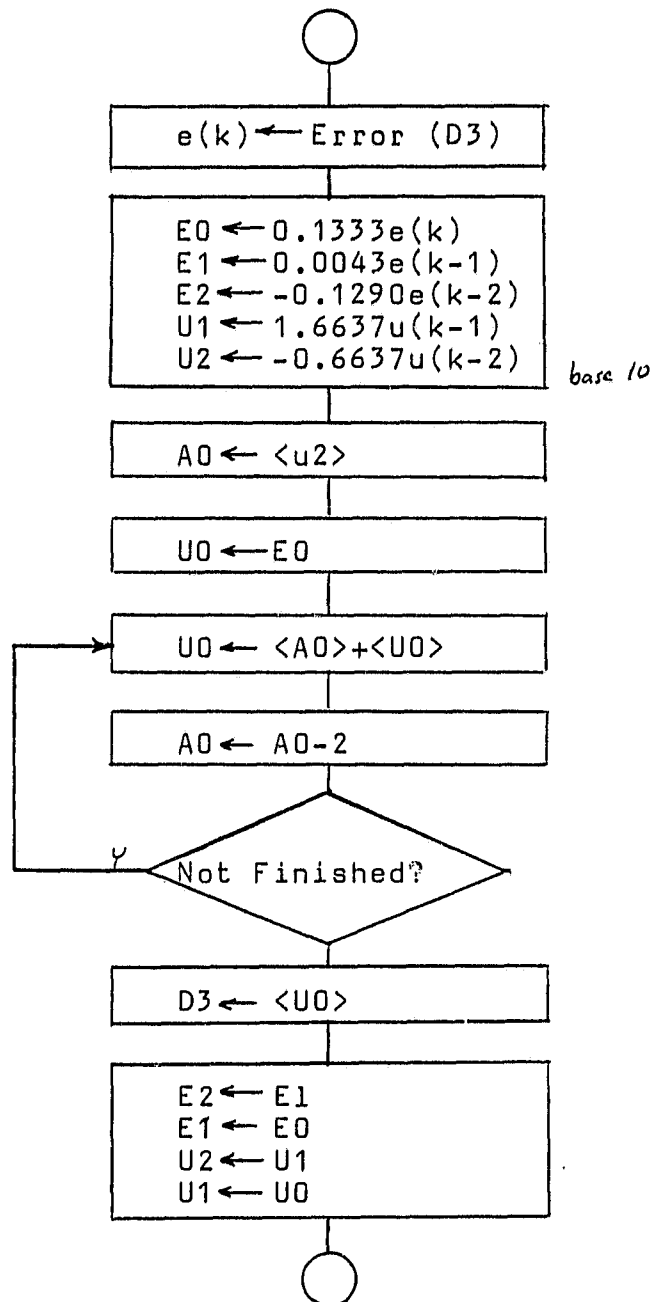 e(k) ← Error (D3)
E0 ← 0.1333e(k)
E1 ← 0.0043e(k-1)
E2 ← -0.1290e(k-2)
U1 ← 1.6637u(k-1)
U2 ← -0.6637u(k-2)
base 10
A0 ← <u2>
U0 ← E0
U0 ← <A0>+<U0>
A0 ← A0-2
Y
Not Finished?
D3 ← <U0>
E2 ← E1
E1 ← E0
U2 ← U1
U1 ← U0